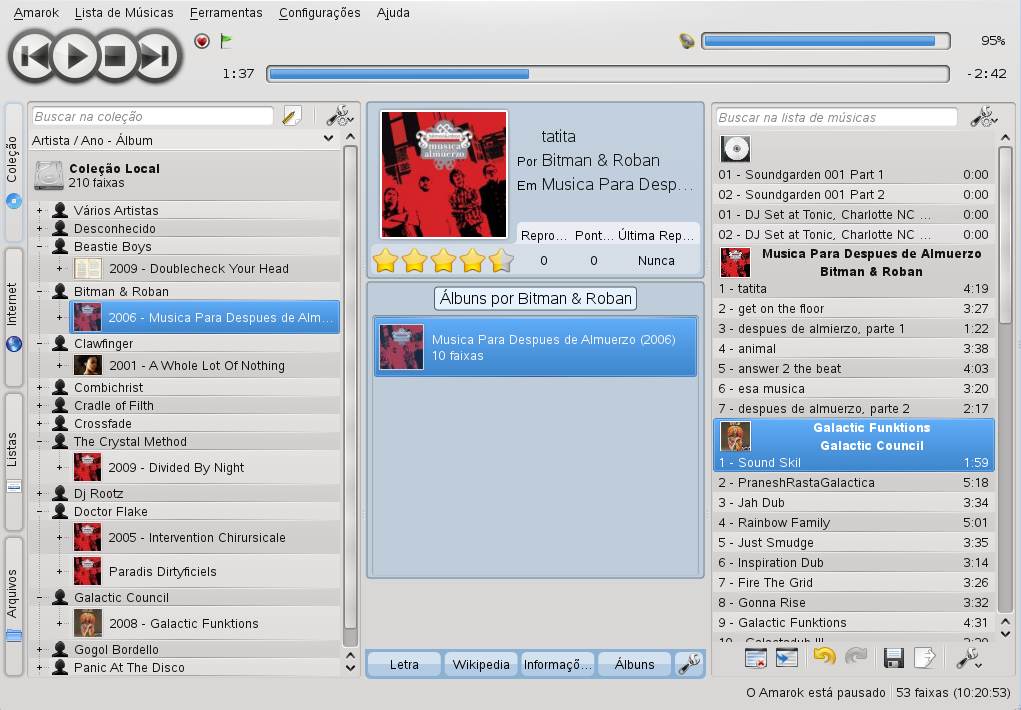 Amarok Lista de Músicas Ferramentas Configurações Ajuda
95%
1:37 -2:42
Coleção
Internet
Listas
Arquivos
Buscar na coleção
Artista / Ano - Álbum
Coleção Local
210 faixas
Vários Artistas
Desconhecido
Beastie Boys
2009 - Doublecheck Your Head
Bitman & Roban
2006 - Musica Para Despues de Alm...
Clawfinger
2001 - A Whole Lot Of Nothing
Combichrist
Cradle of Filth
Crossfade
The Crystal Method
2009 - Divided By Night
Dj Rootz
Doctor Flake
2005 - Intervention Chirursicale
Paradis Dirtyficiels
Galactic Council
2008 - Galactic Funktions
Gogol Bordello
Panic At The Disco
musica
almuerzo
tatita
Por Bitman & Roban
Em Musica Para Desp...
Repro... Pont... Última Rep...
0 0 Nunca
Álbuns por Bitman & Roban
Musica Para Despues de Almuerzo (2006)
10 faixas
Letra Wikipedia Informaçõ... Álbuns
Buscar na lista de músicas
01 - Soundgarden 001 Part 1 0:00
02 - Soundgarden 001 Part 2 0:00
01 - DJ Set at Tonic, Charlotte NC ... 0:00
02 - DJ Set at Tonic, Charlotte NC ... 0:00
Musica Para Despues de Almuerzo
Bitman & Roban
1 - tatita 4:19
2 - get on the floor 3:27
3 - despues de almierzo, parte 1 1:22
4 - animal 3:38
5 - answer 2 the beat 4:03
6 - esa musica 3:20
7 - despues de almuerzo, parte 2 2:17
Galactic Funktions
Galactic Council
1 - Sound Skil 1:59
2 - PraneshRastaGalactica 5:18
3 - Jah Dub 3:34
4 - Rainbow Family 5:01
5 - Just Smudge 3:35
6 - Inspiration Dub 3:14
7 - Fire The Grid 3:26
8 - Gonna Rise 3:32
9 - Galactic Funktions 4:31
O Amarok está pausado 53 faixas (10:20:53)